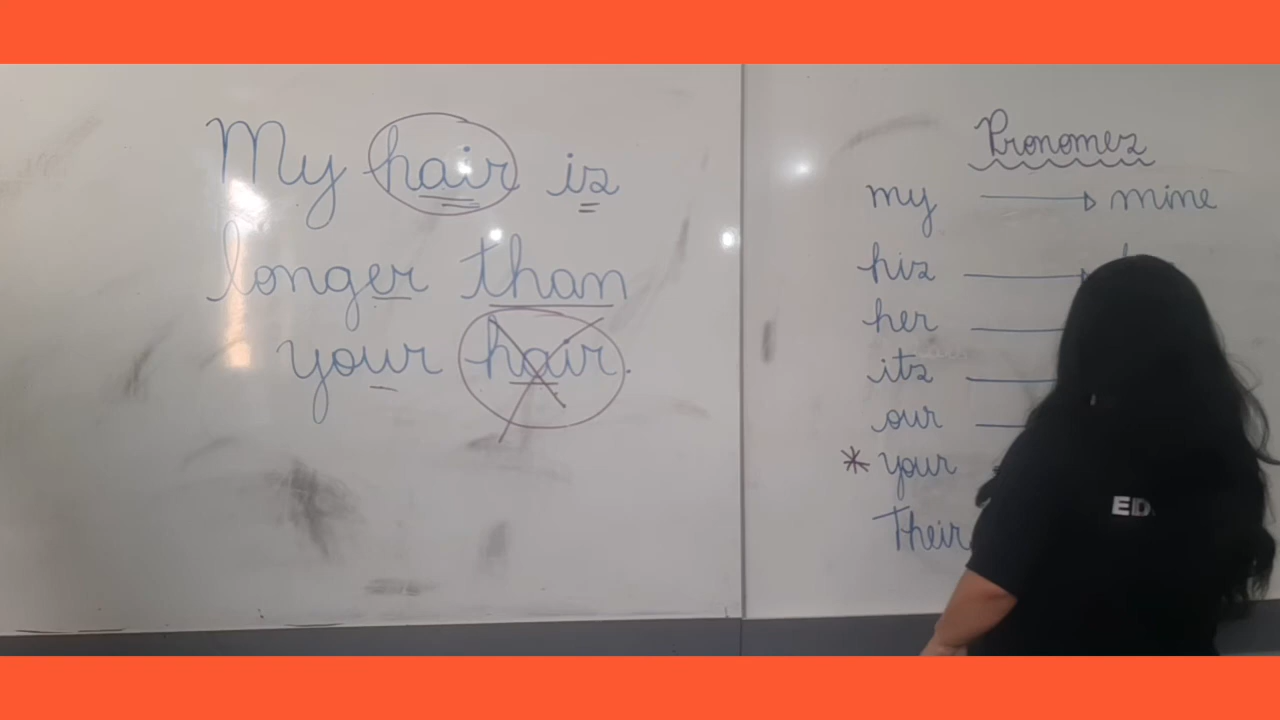 My hair is
longer than
your hair.
Pronomes
my → mine
his →
her
its
our
* your
Their
ED